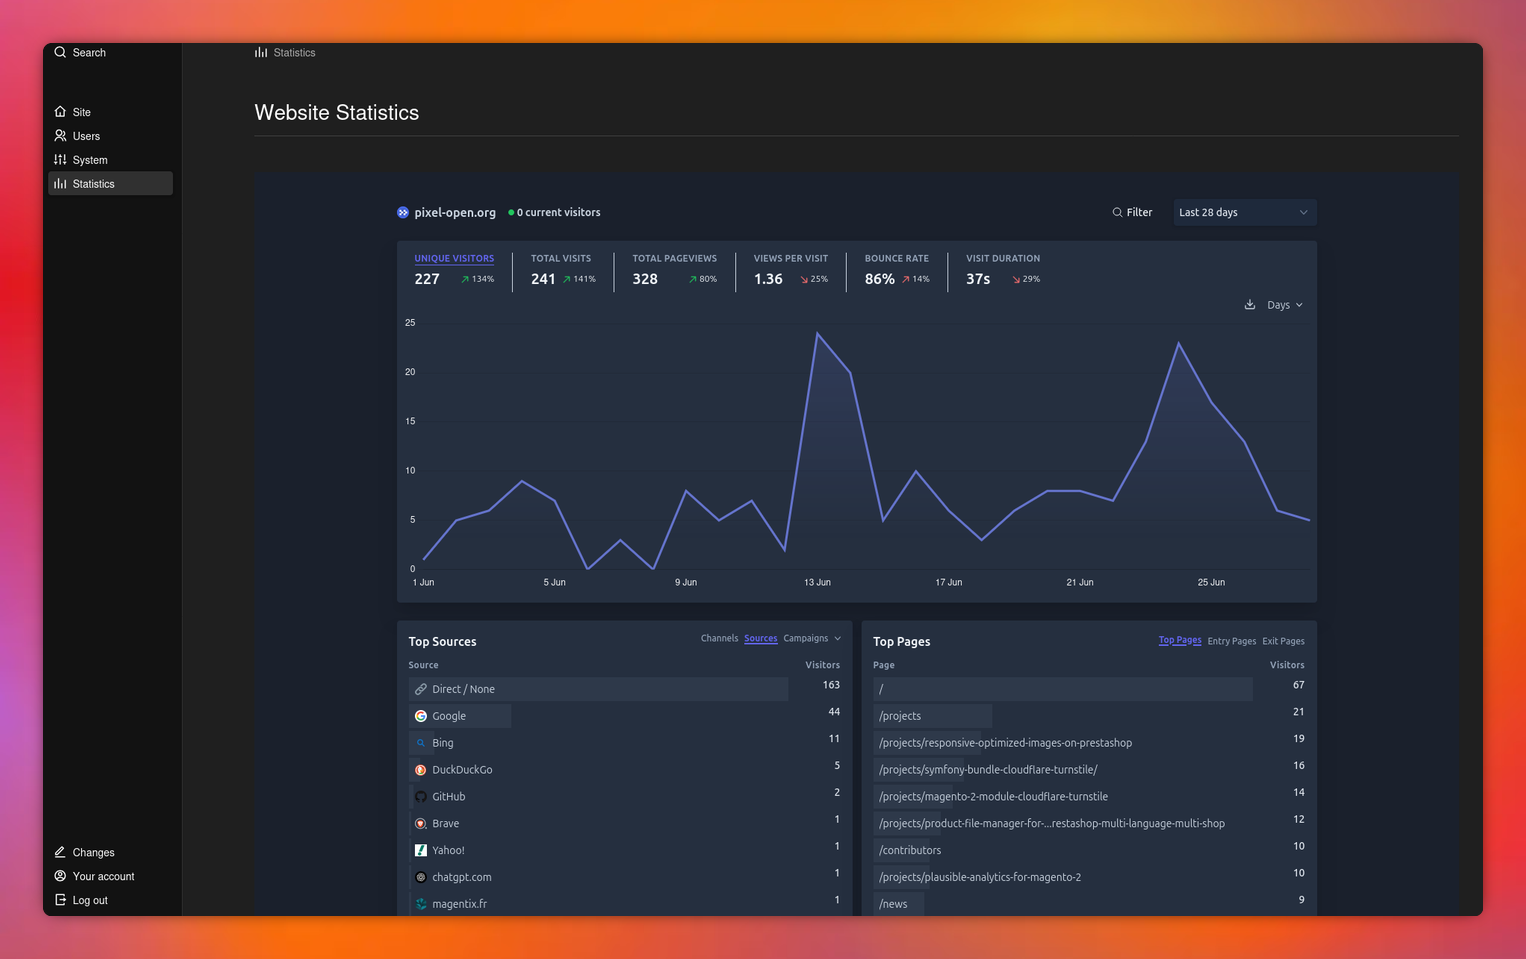 Search
Statistics
Website Statistics
Site
Users
System
Statistics
pixel-open.org
0 current visitors
Filter
Last 28 days
UNIQUE VISITORS
227 134%
TOTAL VISITS
241 141%
TOTAL PAGEVIEWS
328 80%
VIEWS PER VISIT
1.36 25%
BOUNCE RATE
86% 14%
VISIT DURATION
37s 29%
Days
25
20
15
10
5
0
1 Jun 5 Jun 9 Jun 13 Jun 17 Jun 21 Jun 25 Jun
Top Sources
Channels Sources Campaigns
Source Visitors
Direct / None 163
Google 44
Bing 11
DuckDuckGo 5
GitHub 2
Brave 1
Yahoo! 1
chatgpt.com 1
magentix.fr 1
Top Pages
Top Pages Entry Pages Exit Pages
Page Visitors
/ 67
/projects 21
/projects/responsive-optimized-images-on-prestashop 19
/projects/symfony-bundle-cloudflare-turnstile/ 16
/projects/magento-2-module-cloudflare-turnstile 14
/projects/product-file-manager-for-...restashop-multi-language-multi-shop 12
/contributors 10
/projects/plausible-analytics-for-magento-2 10
/news 9
Changes
Your account
Log out